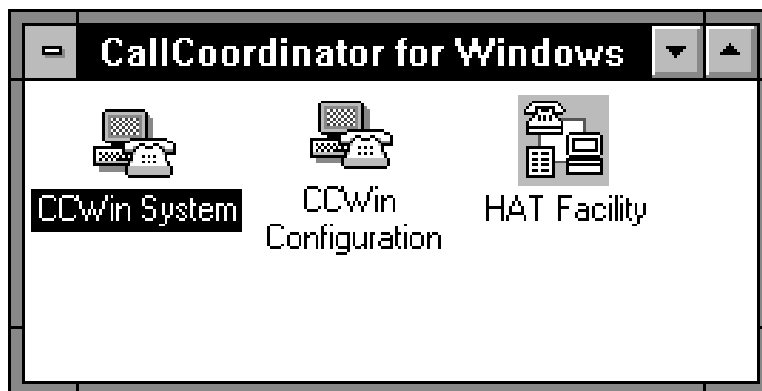 CallCoordinator for Windows
CCWin System
CCWin
Configuration
HAT Facility